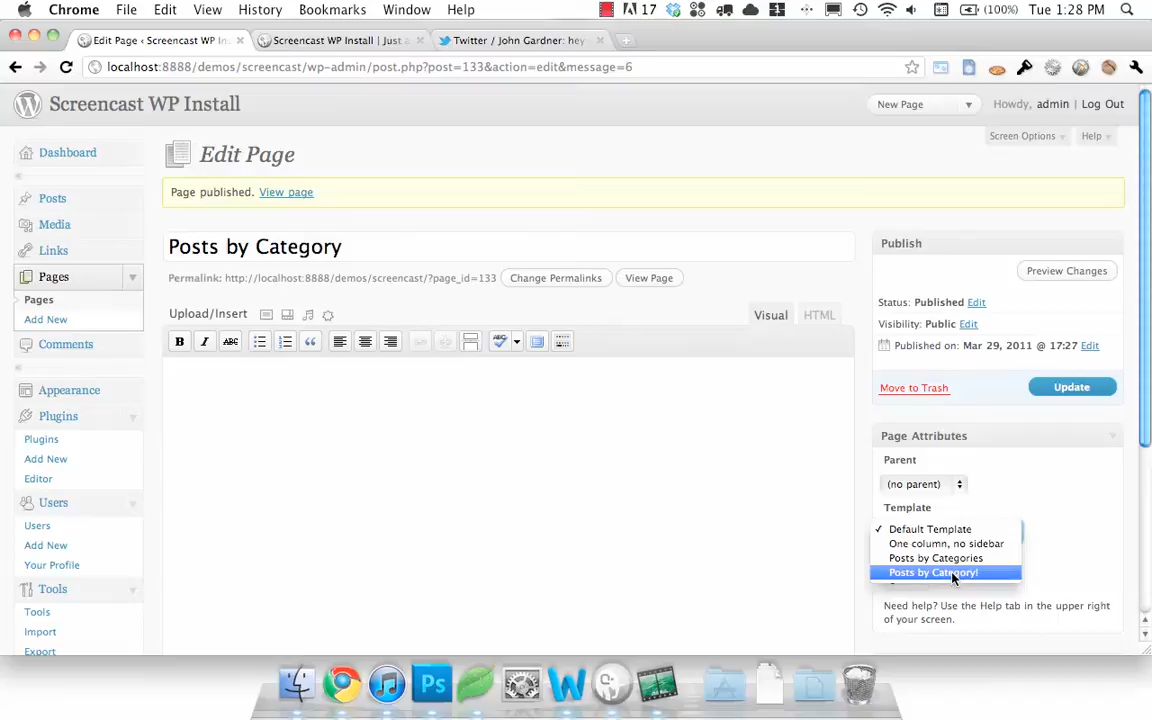 Chrome File Edit View History Bookmarks Window Help 17 (100%) Tue 1:28 PM
Edit Page ‹ Screencast WP In Screencast WP Install | Just a Twitter / John Gardner: hey
localhost:8888/demos/screencast/wp-admin/post.php?post=133&action=edit&message=6
Screencast WP Install New Page Howdy, admin | Log Out
Screen Options Help
Edit Page
Page published. View page
Dashboard
Posts
Media
Links
Pages
Pages
Add New
Comments
Appearance
Plugins
Plugins
Add New
Editor
Users
Users
Add New
Your Profile
Tools
Tools
Import
Export
Posts by Category
Permalink: http://localhost:8888/demos/screencast/?page_id=133 Change Permalinks View Page
Upload/Insert Visual HTML
B I ABC ABC
Publish
Preview Changes
Status: Published Edit
Visibility: Public Edit
Published on: Mar 29, 2011 @ 17:27 Edit
Move to Trash Update
Page Attributes
Parent
(no parent)
Template
✓ Default Template
One column, no sidebar
Posts by Categories
Posts by Category!
Need help? Use the Help tab in the upper right
of your screen.
Ps W